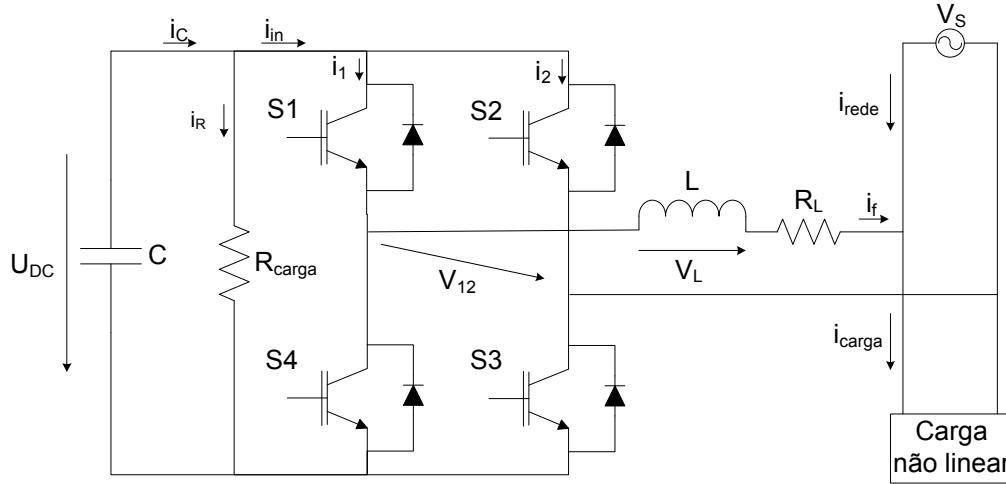 V_S
i_C
i_in
i_1
i_2
i_rede
S1
S2
i_R
L
R_L
i_f
U_DC
C
R_carga
V_12
V_L
i_carga
S4
S3
Carga
não linear